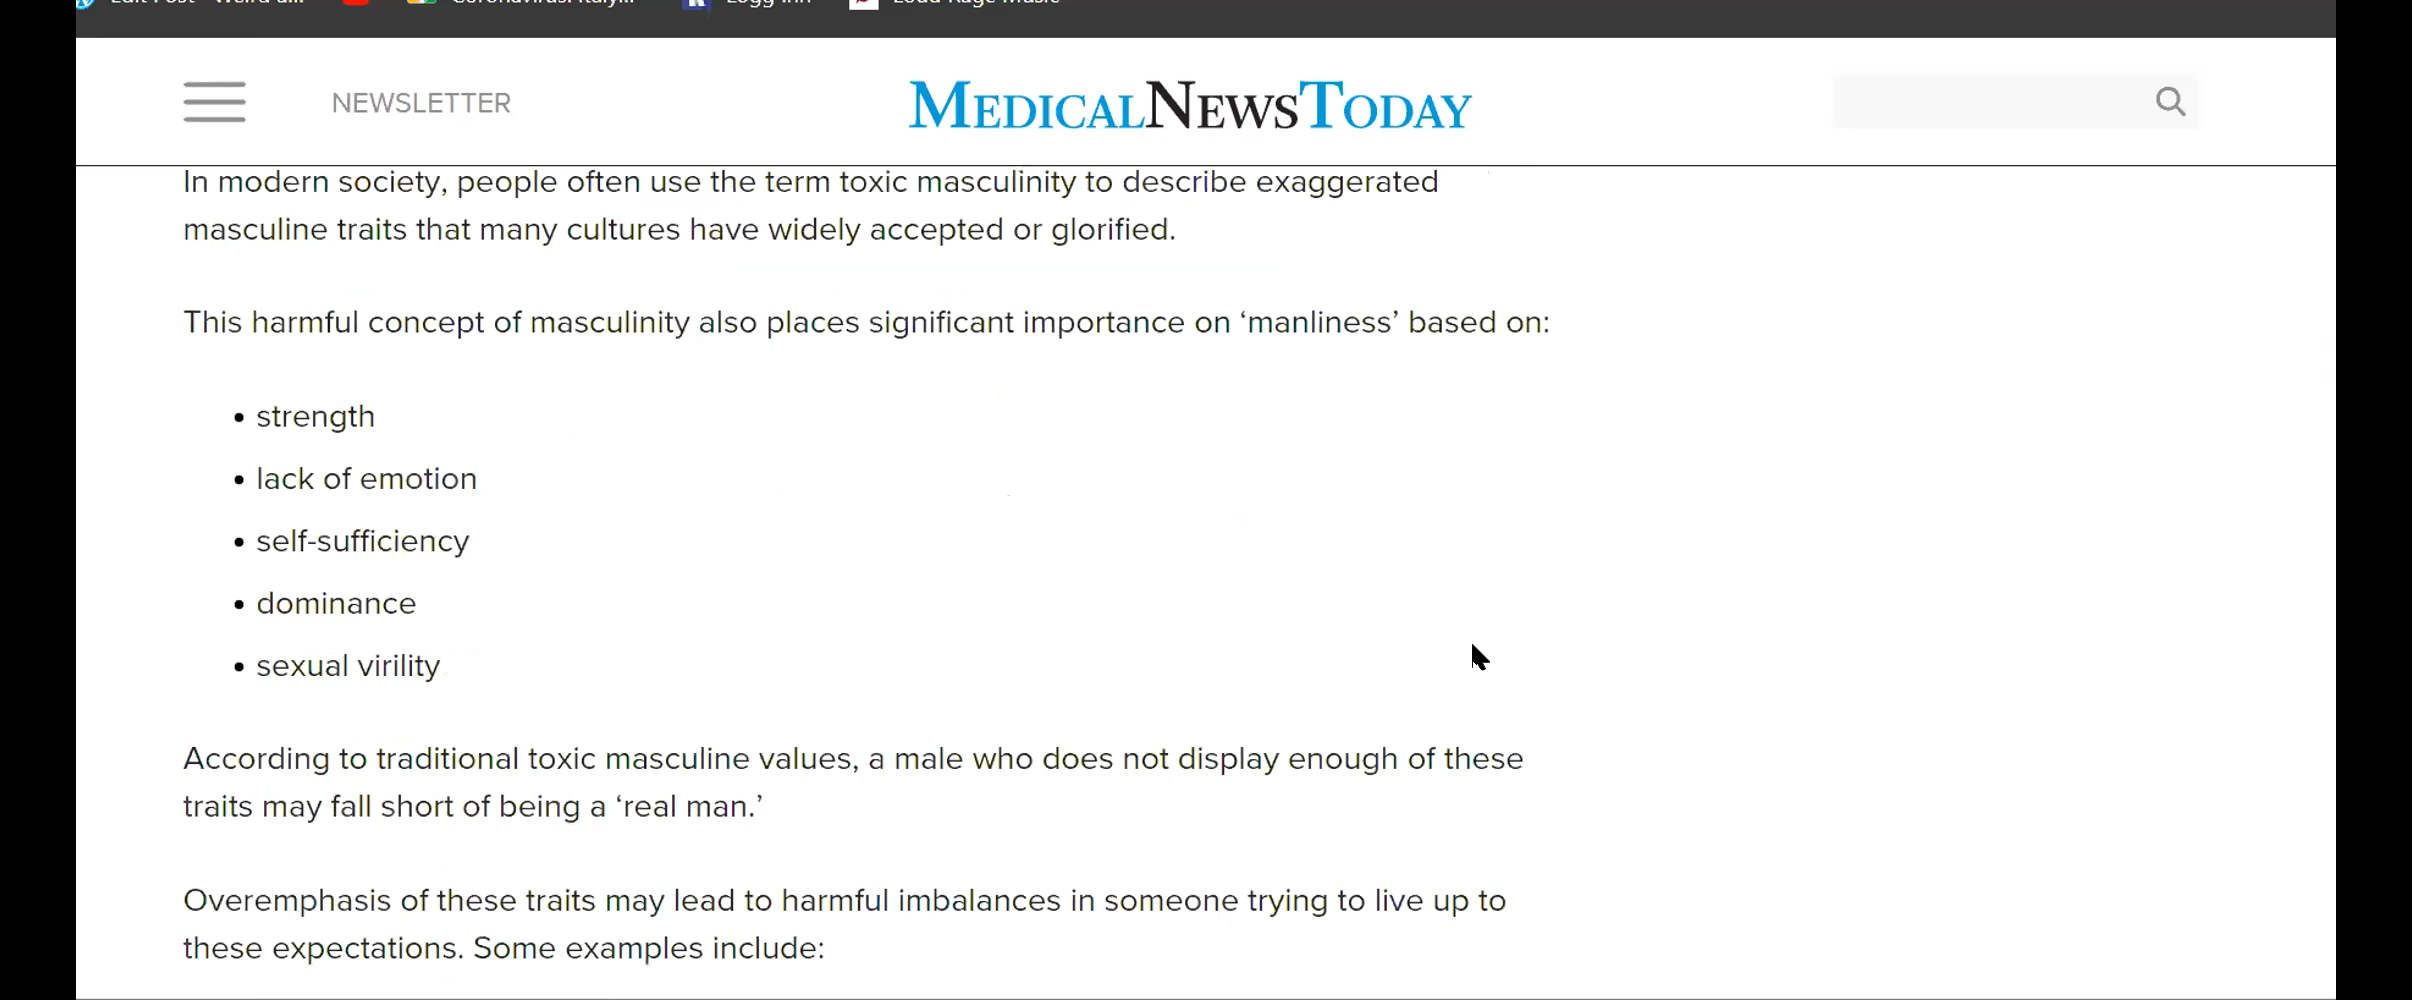 NEWSLETTER
MEDICALNEWSTODAY
In modern society, people often use the term toxic masculinity to describe exaggerated
masculine traits that many cultures have widely accepted or glorified.
This harmful concept of masculinity also places significant importance on ‘manliness’ based on:
• strength
• lack of emotion
• self-sufficiency
• dominance
• sexual virility
According to traditional toxic masculine values, a male who does not display enough of these
traits may fall short of being a ‘real man.’
Overemphasis of these traits may lead to harmful imbalances in someone trying to live up to
these expectations. Some examples include: